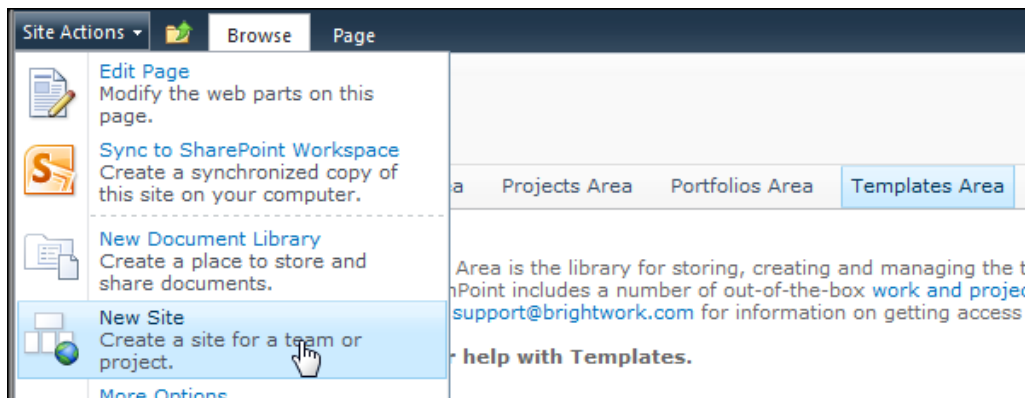 Site Actions
Browse
Page
Edit Page
Modify the web parts on this
page.
Sync to SharePoint Workspace
Create a synchronized copy of
this site on your computer.
New Document Library
Create a place to store and
share documents.
New Site
Create a site for a team or
project.
More Options
Projects Area
Portfolios Area
Templates Area
Area is the library for storing, creating and managing the
Point includes a number of out-of-the-box work and projec
support@brightwork.com for information on getting access
help with Templates.